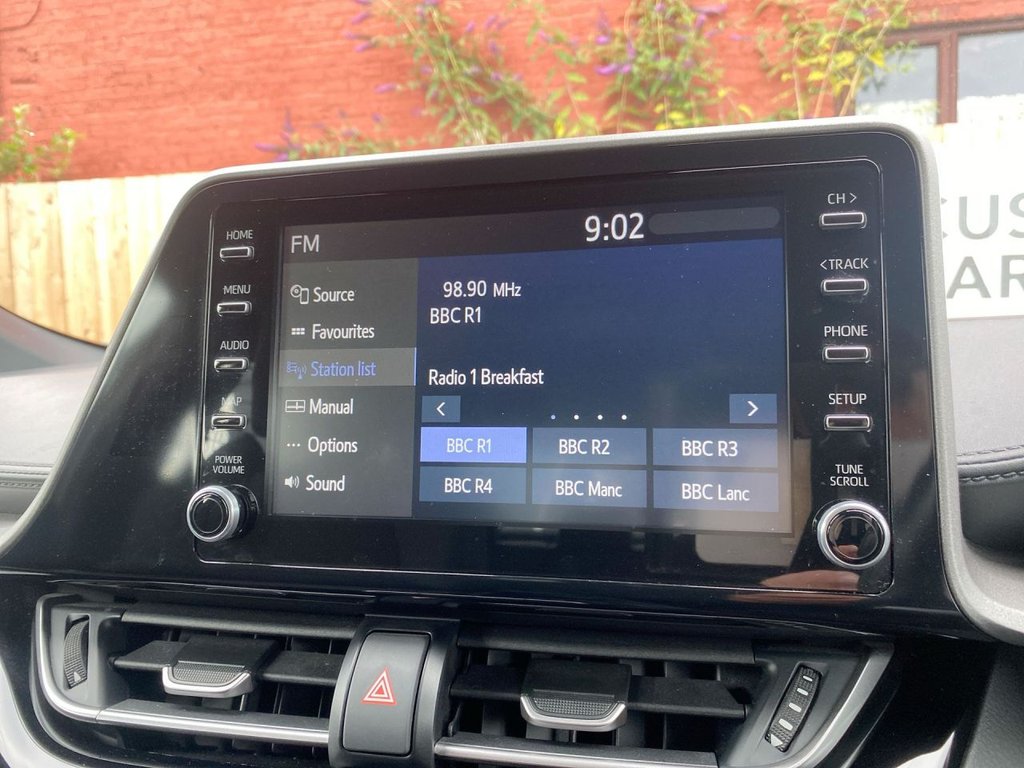 HOME
MENU
AUDIO
MAP
POWER
VOLUME
FM
9:02
Source
Favourites
Station list
Manual
Options
Sound
98.90 MHz
BBC R1
Radio 1 Breakfast
<
>
BBC R1
BBC R2
BBC R3
BBC R4
BBC Manc
BBC Lanc
CH >
< TRACK
PHONE
SETUP
TUNE
SCROLL